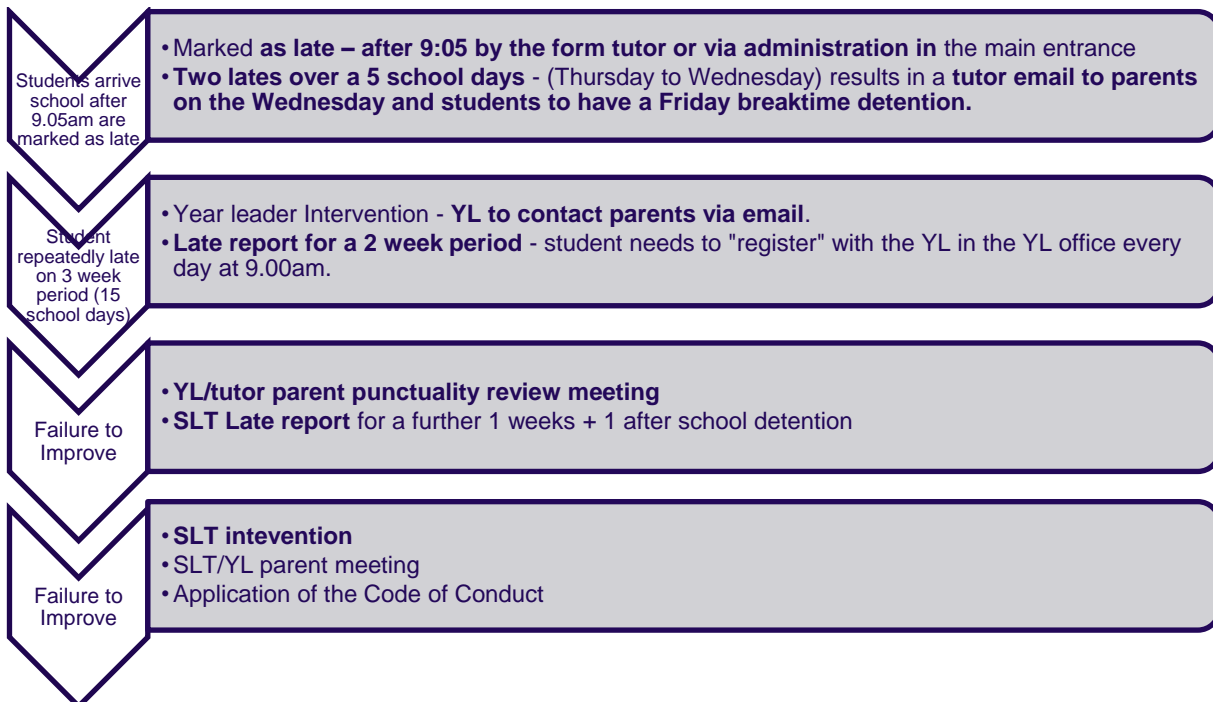 Students arrive
school after
9.05am are
marked as late
•Marked as late – after 9:05 by the form tutor or via administration in the main entrance
•Two lates over a 5 school days - (Thursday to Wednesday) results in a tutor email to parents
on the Wednesday and students to have a Friday breaktime detention.
Student
repeatedly late
on 3 week
period (15
school days)
•Year leader Intervention - YL to contact parents via email.
•Late report for a 2 week period - student needs to "register" with the YL in the YL office every
day at 9.00am.
Failure to
Improve
•YL/tutor parent punctuality review meeting
•SLT Late report for a further 1 weeks + 1 after school detention
Failure to
Improve
•SLT intevention
•SLT/YL parent meeting
•Application of the Code of Conduct